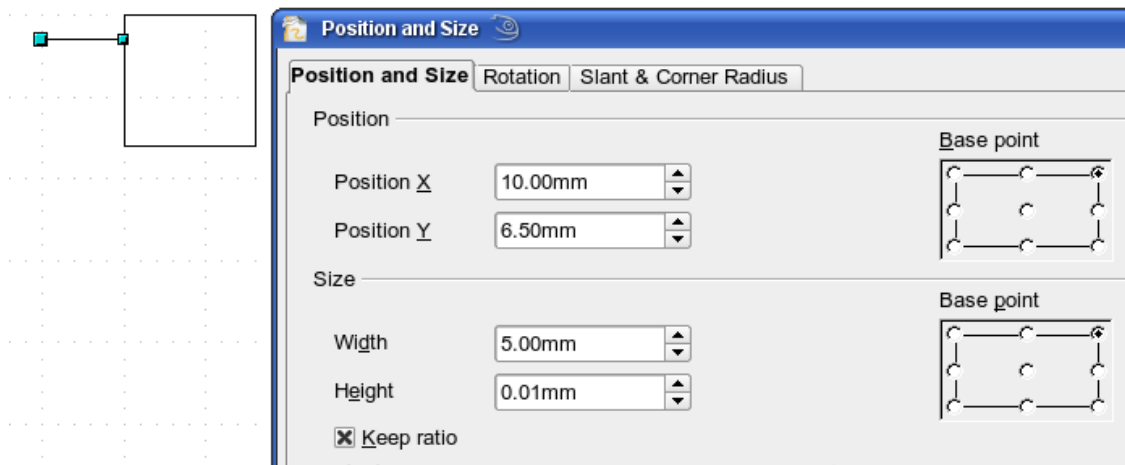 Position and Size
Position and Size Rotation Slant & Corner Radius
Position
Base point
Position X 10.00mm
Position Y 6.50mm
Size
Base point
Width 5.00mm
Height 0.01mm
Keep ratio